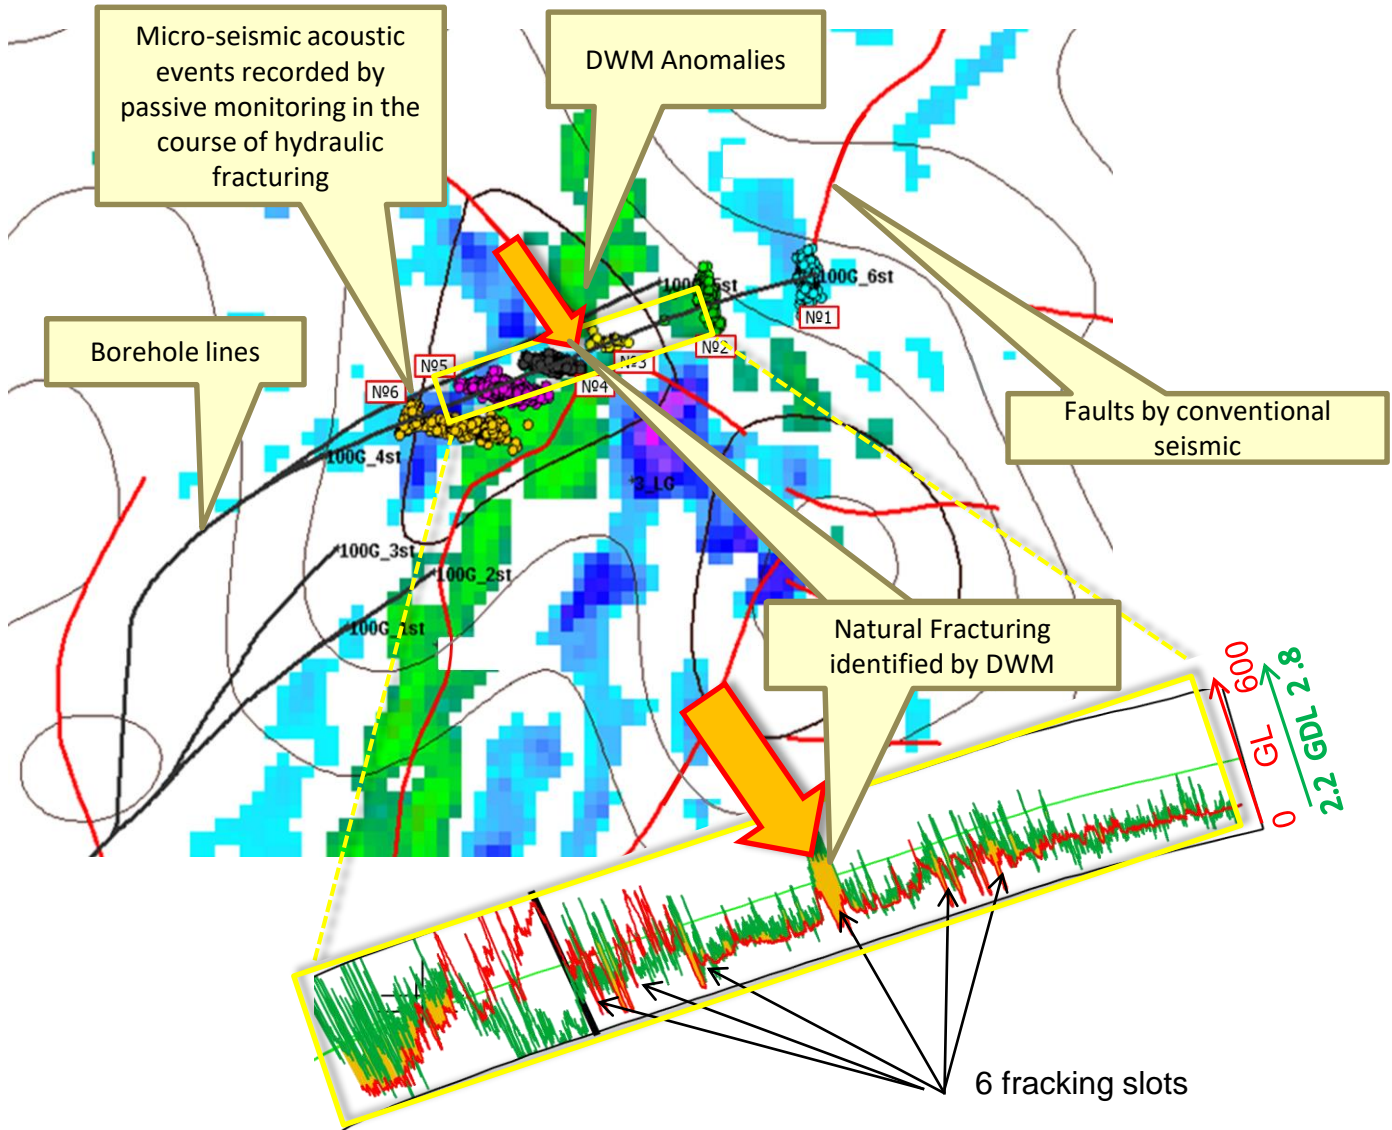 Micro-seismic acoustic
events recorded by
passive monitoring in the
course of hydraulic
fracturing
DWM Anomalies
Borehole lines
Faults by conventional
seismic
100G_6st
№1
№2
№3
№4
№5
№6
100G_4st
3_LG
100G_3st
100G_2st
100G_1st
Natural Fracturing
identified by DWM
0 GL 600
2.2 GDL 2.8
6 fracking slots